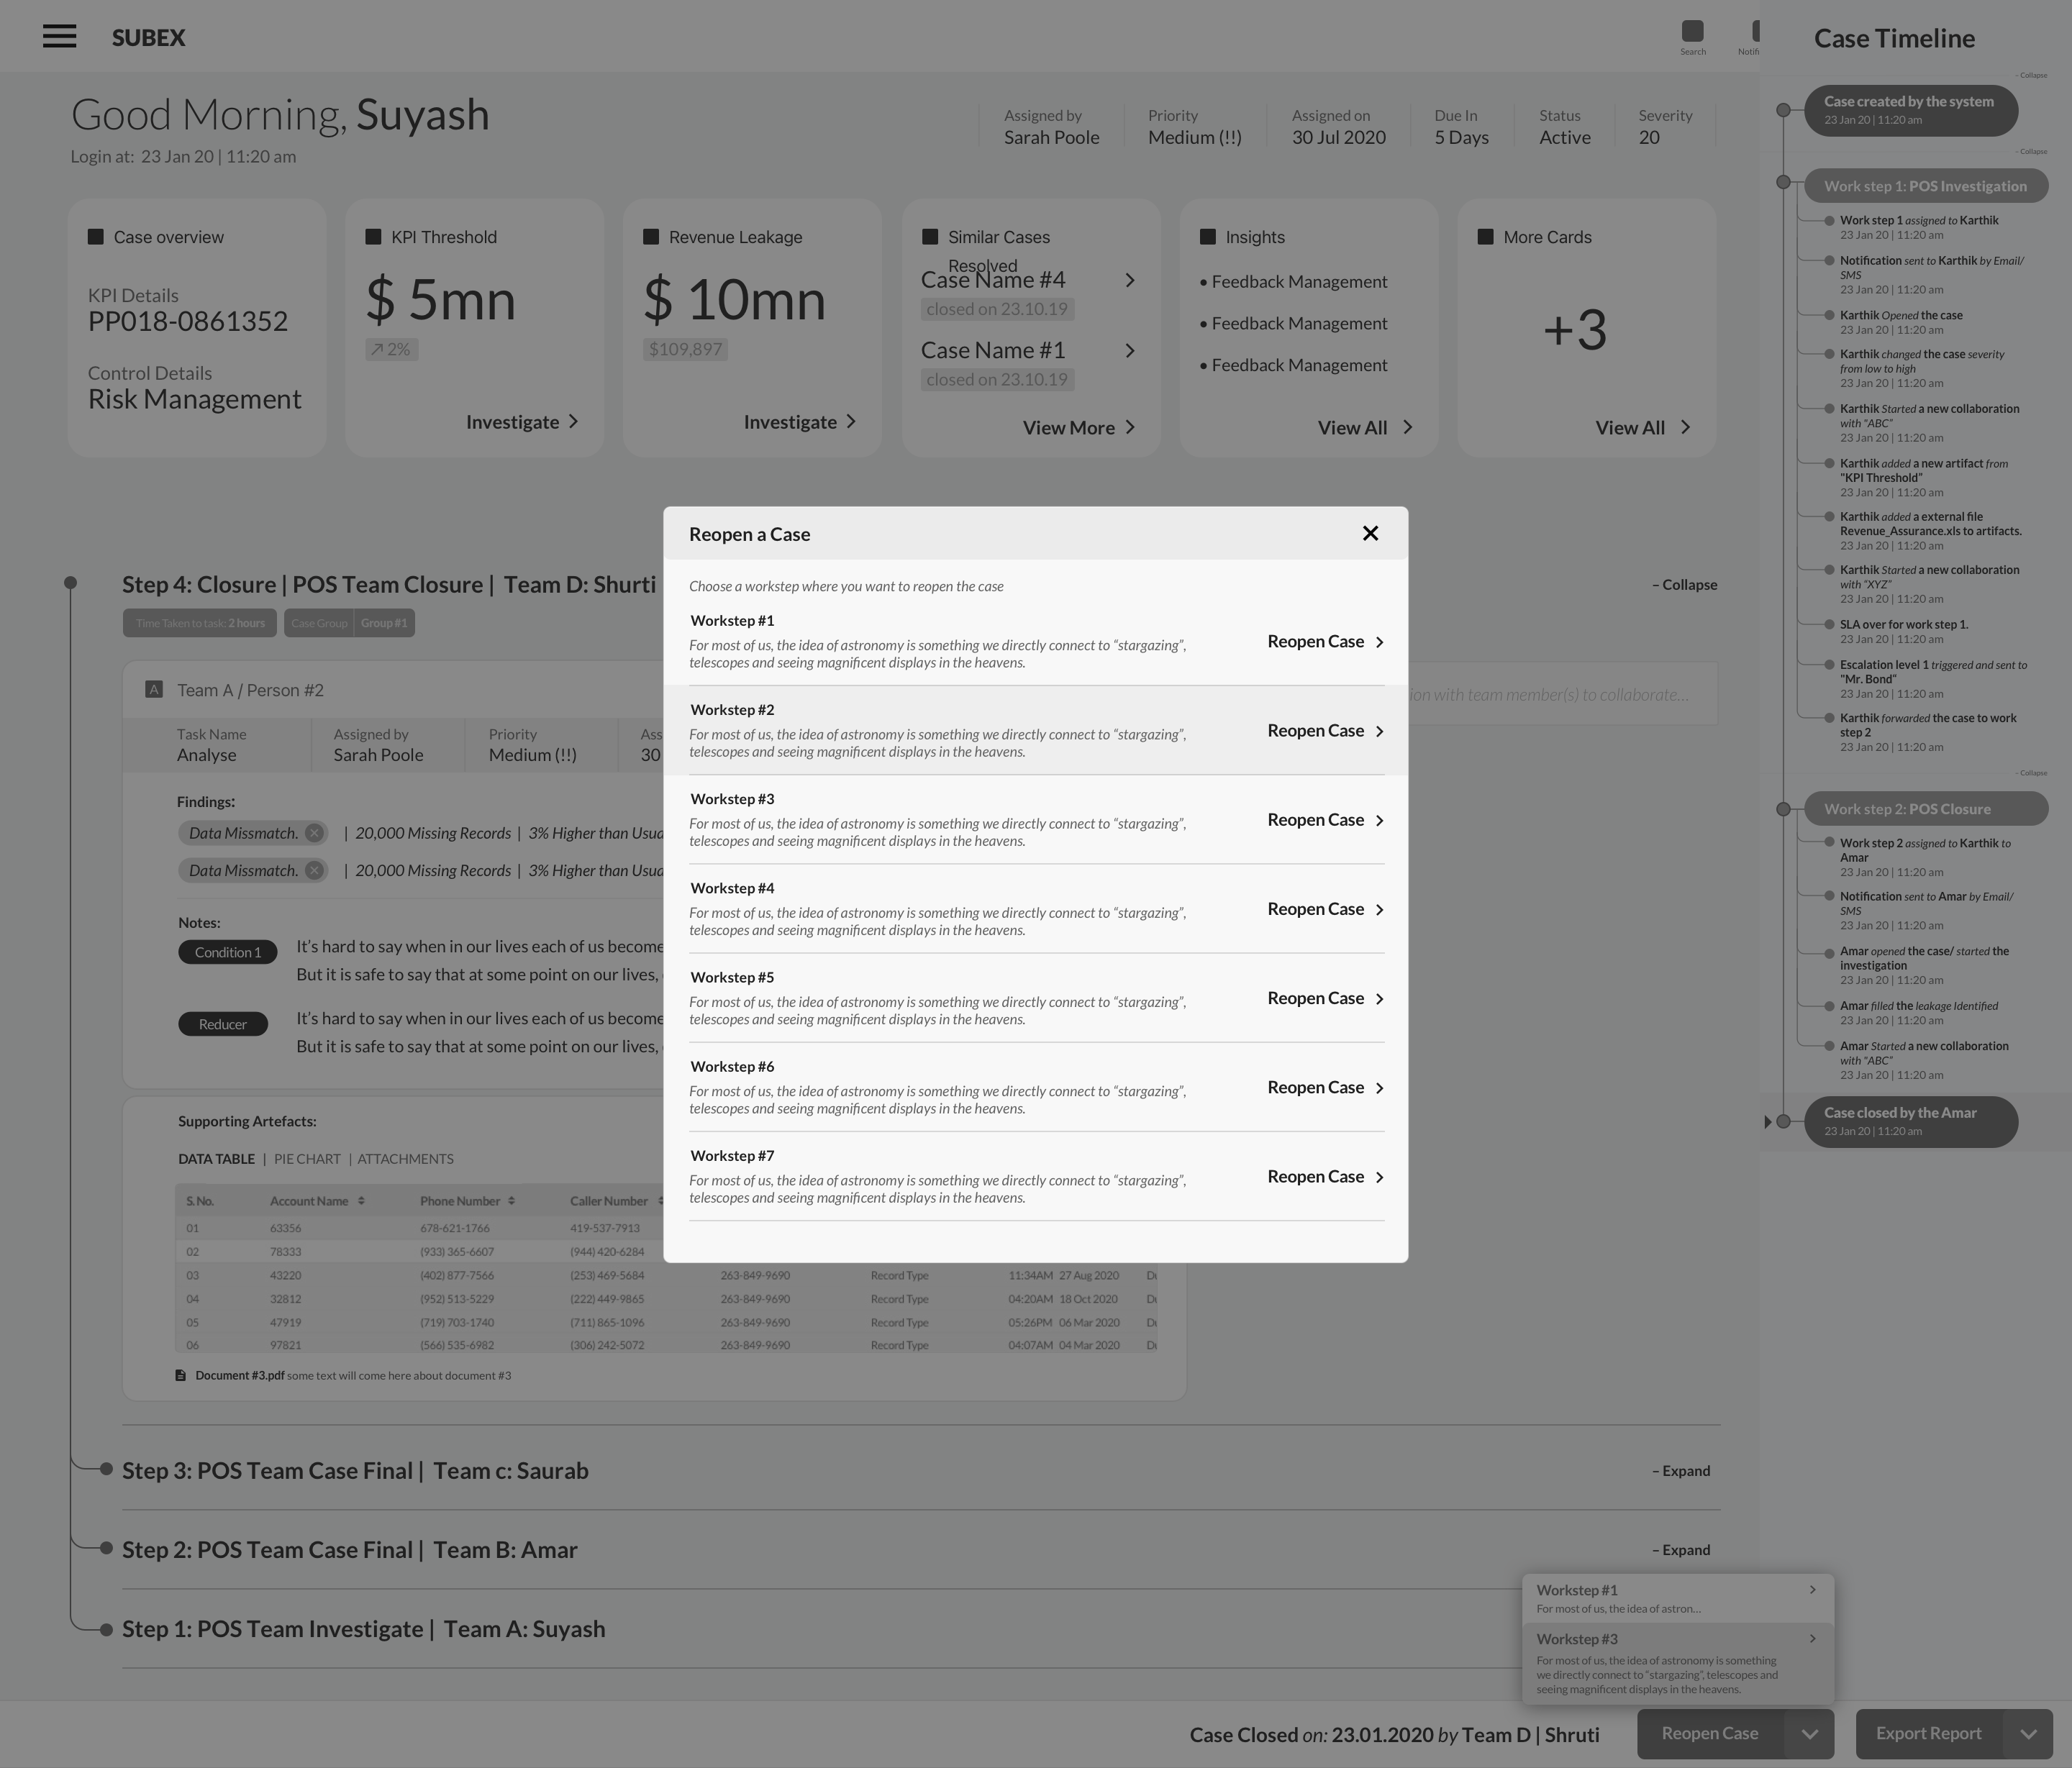 SUBEX
Search
Good Morning, Suyash
Login at: 23 Jan 20 | 11:20 am
Assigned by
Sarah Poole
Priority
Medium (!!)
Assigned on
30 Jul 2020
Due In
5 Days
Status
Active
Severity
20
Case overview
KPI Details
PP018-0861352
Control Details
Risk Management
KPI Threshold
$ 5mn
2%
Investigate
Revenue Leakage
$ 10mn
$109,897
Investigate
Similar Cases
Resolved
Case Name #4
closed on 23.10.19
Case Name #1
closed on 23.10.19
View More
Insights
• Feedback Management
• Feedback Management
• Feedback Management
View All
More Cards
+3
View All
Step 4: Closure | POS Team Closure | Team D: Shurti
– Collapse
Time Taken to task: 2 hours
Case Group | Group #1
A Team A / Person #2
with team member(s) to collaborate...
Task Name
Analyse
Assigned by
Sarah Poole
Priority
Medium (!!)
30
Findings:
Data Missmatch. | 20,000 Missing Records | 3% Higher than
Data Missmatch. | 20,000 Missing Records | 3% Higher than
Notes:
Condition 1
It's hard to say when in our lives each of us become
But it is safe to say that at some point on our lives,
Reducer
It's hard to say when in our lives each of us become
But it is safe to say that at some point on our lives,
Supporting Artefacts:
DATA TABLE | PIE CHART | ATTACHMENTS
S. No. Account Name Phone Number Caller Number
01 63356 678-621-1766 419-537-7913
02 78333 (933) 365-6607 (944) 420-6284
03 43220 (402) 877-7566 (253) 469-5684 263-849-9690 Record Type 11:34AM 27 Aug 2020
04 32812 (952) 513-5229 (222) 449-9865 263-849-9690 Record Type 04:20AM 18 Oct 2020
05 47919 (719) 703-1740 (711) 865-1096 263-849-9690 Record Type 05:26PM 06 Mar 2020
06 97821 (566) 535-6982 (306) 242-5072 263-849-9690 Record Type 04:07AM 04 Mar 2020
Document #3.pdf some text will come here about document #3
Step 3: POS Team Case Final | Team c: Saurab
– Expand
Step 2: POS Team Case Final | Team B: Amar
– Expand
Step 1: POS Team Investigate | Team A: Suyash
Reopen a Case
Choose a workstep where you want to reopen the case
Workstep #1
For most of us, the idea of astronomy is something we directly connect to “stargazing”,
telescopes and seeing magnificent displays in the heavens.
Reopen Case
Workstep #2
For most of us, the idea of astronomy is something we directly connect to “stargazing”,
telescopes and seeing magnificent displays in the heavens.
Reopen Case
Workstep #3
For most of us, the idea of astronomy is something we directly connect to “stargazing”,
telescopes and seeing magnificent displays in the heavens.
Reopen Case
Workstep #4
For most of us, the idea of astronomy is something we directly connect to “stargazing”,
telescopes and seeing magnificent displays in the heavens.
Reopen Case
Workstep #5
For most of us, the idea of astronomy is something we directly connect to “stargazing”,
telescopes and seeing magnificent displays in the heavens.
Reopen Case
Workstep #6
For most of us, the idea of astronomy is something we directly connect to “stargazing”,
telescopes and seeing magnificent displays in the heavens.
Reopen Case
Workstep #7
For most of us, the idea of astronomy is something we directly connect to “stargazing”,
telescopes and seeing magnificent displays in the heavens.
Reopen Case
Case Timeline
– Collapse
Case created by the system
23 Jan 20 | 11:20 am
– Collapse
Work step 1: POS Investigation
Work step 1 assigned to Karthik
23 Jan 20 | 11:20 am
Notification sent to Karthik by Email/
SMS
23 Jan 20 | 11:20 am
Karthik Opened the case
23 Jan 20 | 11:20 am
Karthik changed the case severity
from low to high
23 Jan 20 | 11:20 am
Karthik Started a new collaboration
with “ABC”
23 Jan 20 | 11:20 am
Karthik added a new artifact from
"KPI Threshold”
23 Jan 20 | 11:20 am
Karthik added a external file
Revenue_Assurance.xls to artifacts.
23 Jan 20 | 11:20 am
Karthik Started a new collaboration
with “XYZ”
23 Jan 20 | 11:20 am
SLA over for work step 1.
23 Jan 20 | 11:20 am
Escalation level 1 triggered and sent to
"Mr. Bond“
23 Jan 20 | 11:20 am
Karthik forwarded the case to work
step 2
23 Jan 20 | 11:20 am
– Collapse
Work step 2: POS Closure
Work step 2 assigned to Karthik to
Amar
23 Jan 20 | 11:20 am
Notification sent to Amar by Email/
SMS
23 Jan 20 | 11:20 am
Amar opened the case/ started the
investigation
23 Jan 20 | 11:20 am
Amar filled the leakage Identified
23 Jan 20 | 11:20 am
Amar Started a new collaboration
with “ABC”
23 Jan 20 | 11:20 am
Case closed by the Amar
23 Jan 20 | 11:20 am
Workstep #1
For most of us, the idea of astron...
Workstep #3
For most of us, the idea of astronomy is something
we directly connect to “stargazing”, telescopes and
seeing magnificent displays in the heavens.
Case Closed on: 23.01.2020 by Team D | Shruti
Reopen Case
Export Report